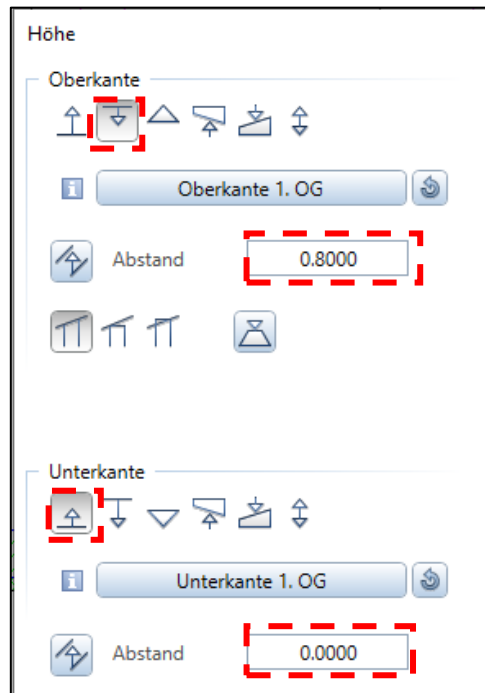 Höhe
Oberkante
Oberkante 1. OG
Abstand 0.8000
Unterkante
Unterkante 1. OG
Abstand 0.0000